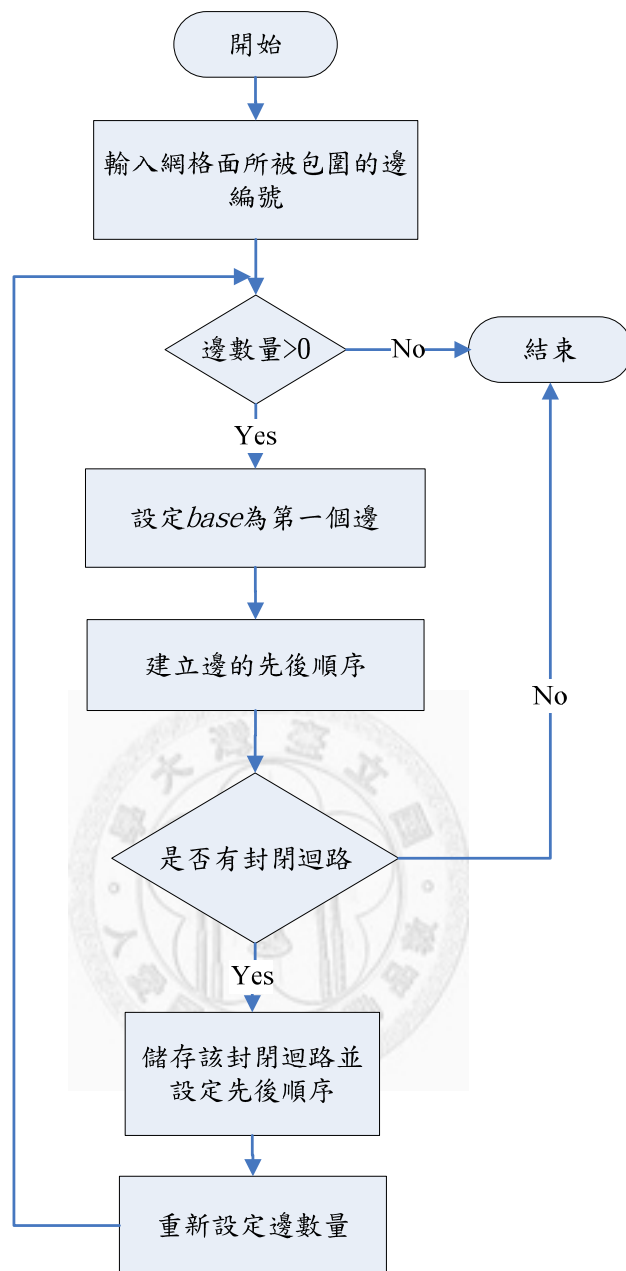 開始
輸入網格面所被包圍的邊
編號
邊數量>0
No
結束
Yes
設定base為第一個邊
建立邊的先後順序
No
是否有封閉迴路
Yes
儲存該封閉迴路並
設定先後順序
重新設定邊數量